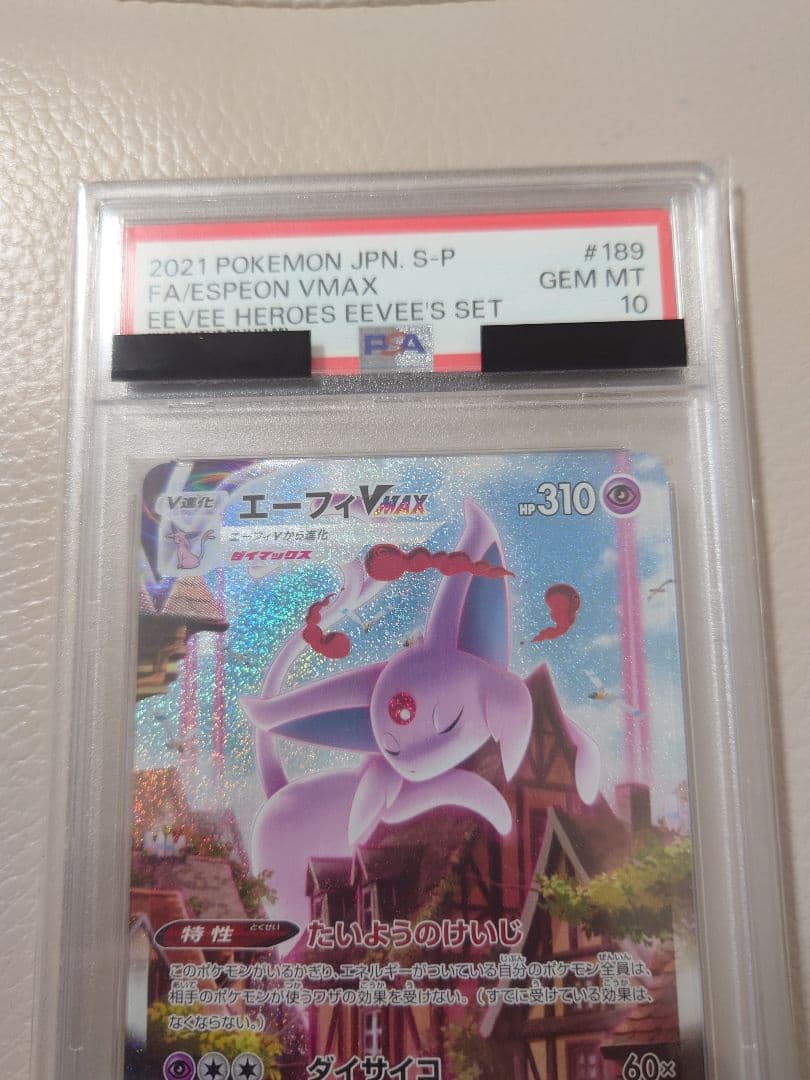 2021 POKEMON JPN. S-P #189
FA/ESPEON VMAX GEM MT
EEVEE HEROES EEVEE'S SET 10
PSA
V進化 エーフィVMAX HP310
エーフィVから進化
ダイマックス
特性 とくせい たいようのけいじ
このポケモンがいるかぎり、エネルギーがついている自分のポケモン全員は、
相手のポケモンが使うワザの効果を受けない。(すでに受けている効果は、
なくならない。)
ダイサイコ 60×